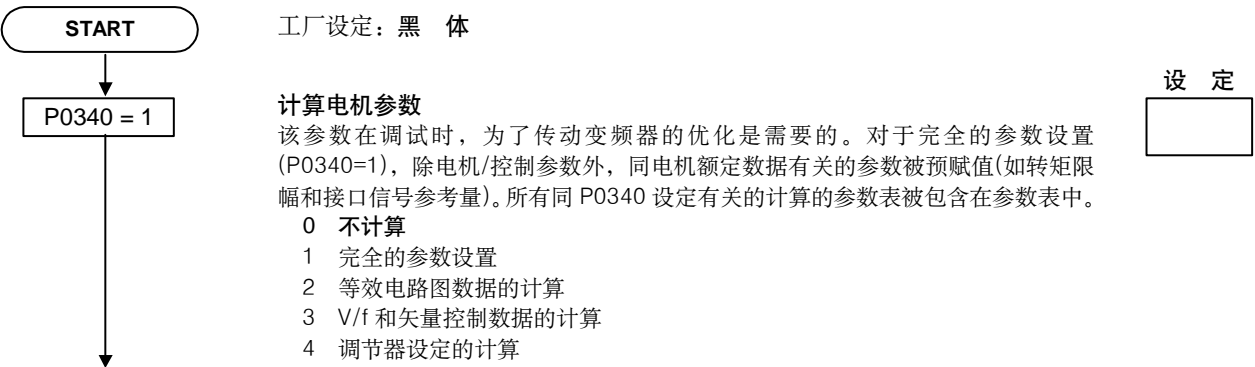 START
工厂设定：黑 体
设 定
P0340 = 1
计算电机参数
该参数在调试时，为了传动变频器的优化是需要的。对于完全的参数设置
(P0340=1)，除电机/控制参数外，同电机额定数据有关的参数被预赋值(如转矩限
幅和接口信号参考量)。所有同 P0340 设定有关的计算的参数表被包含在参数表中。
0 不计算
1 完全的参数设置
2 等效电路图数据的计算
3 V/f 和矢量控制数据的计算
4 调节器设定的计算